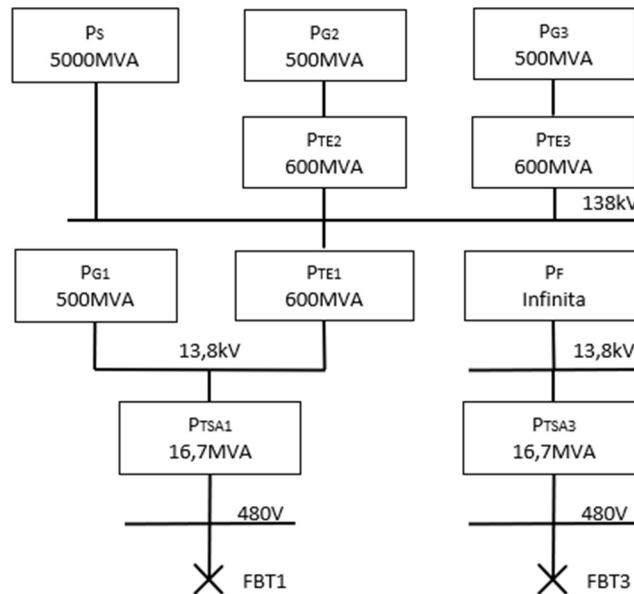 PS
5000MVA
PG2
500MVA
PG3
500MVA
PTE2
600MVA
PTE3
600MVA
138kV
PG1
500MVA
PTE1
600MVA
PF
Infinita
13,8kV
13,8kV
PTSA1
16,7MVA
PTSA3
16,7MVA
480V
480V
FBT1
FBT3